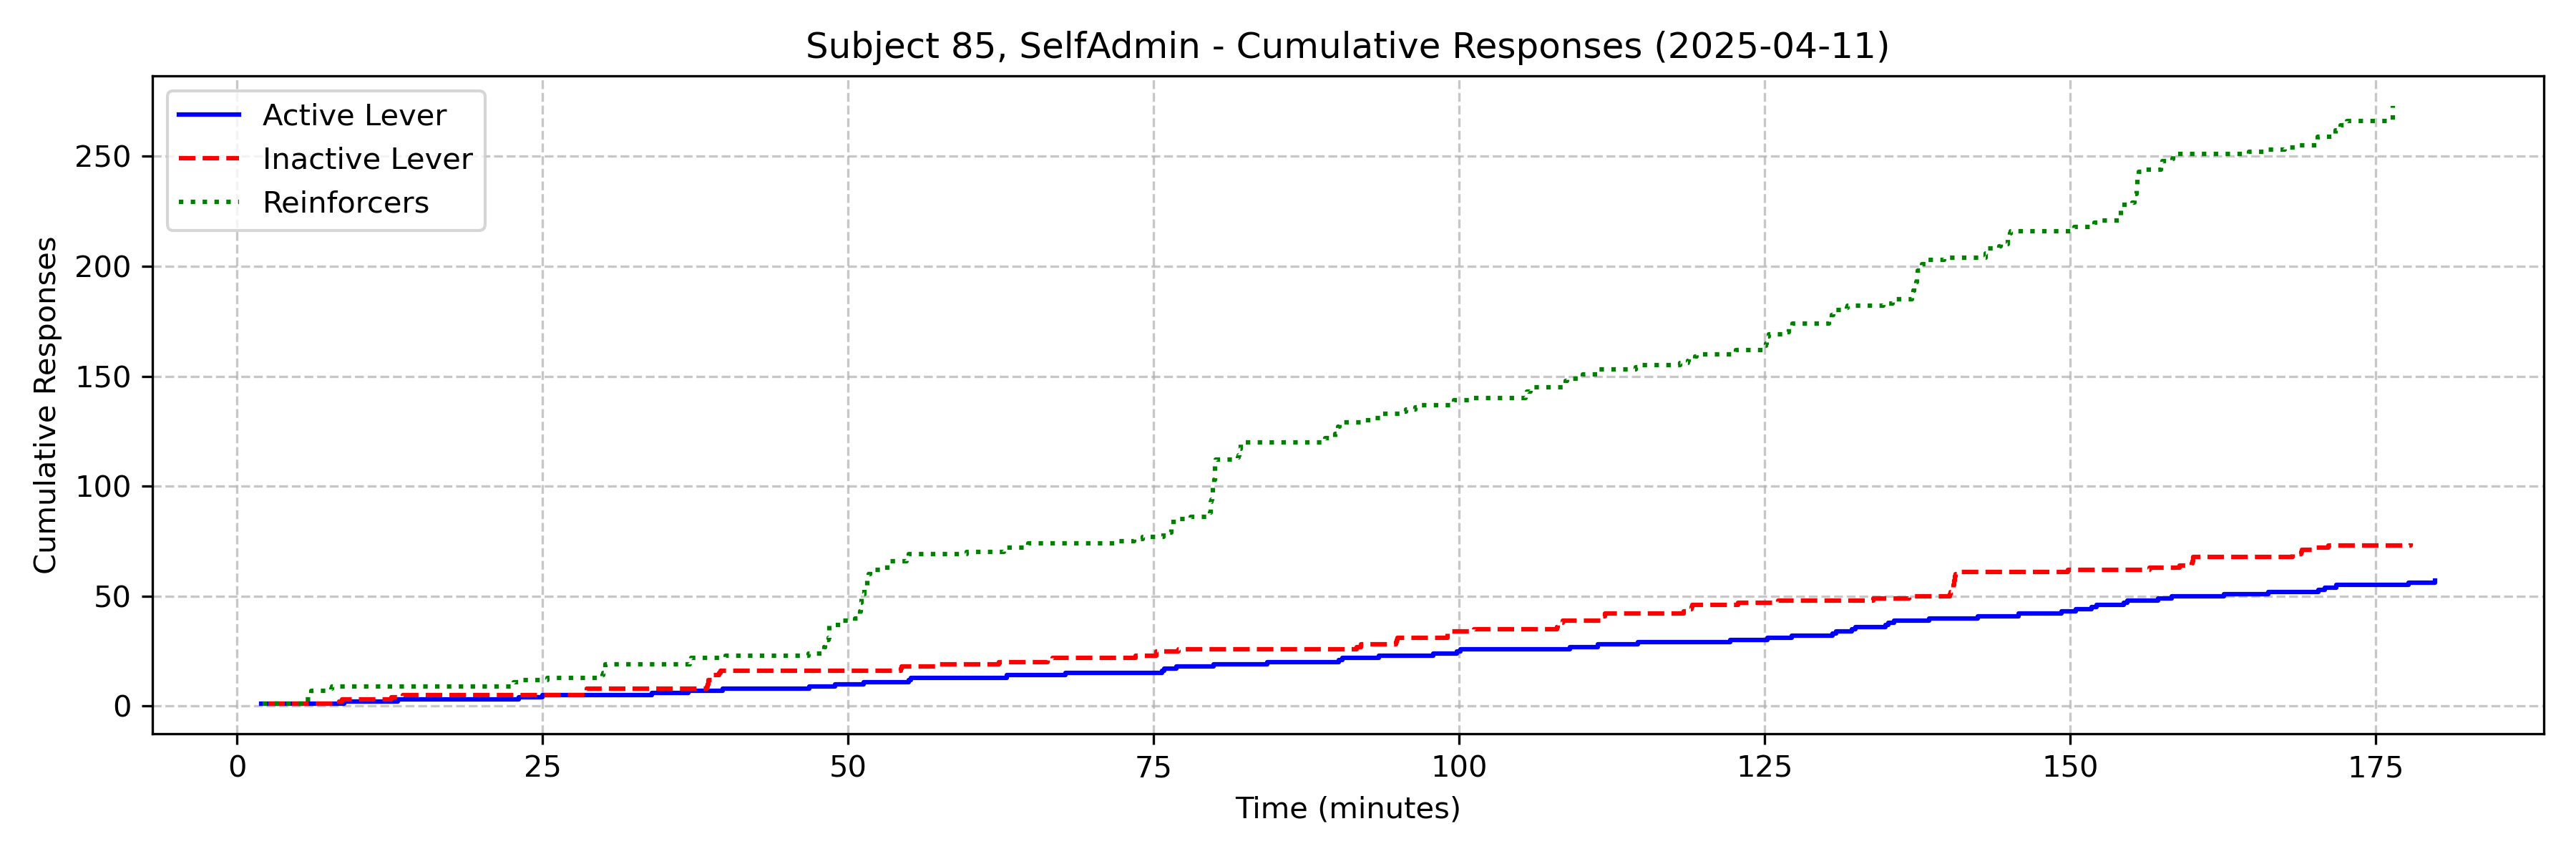 Subject 85, SelfAdmin - Cumulative Responses (2025-04-11)
Active Lever
Inactive Lever
Reinforcers
Cumulative Responses
250
200
150
100
50
0
0 25 50 75 100 125 150 175
Time (minutes)